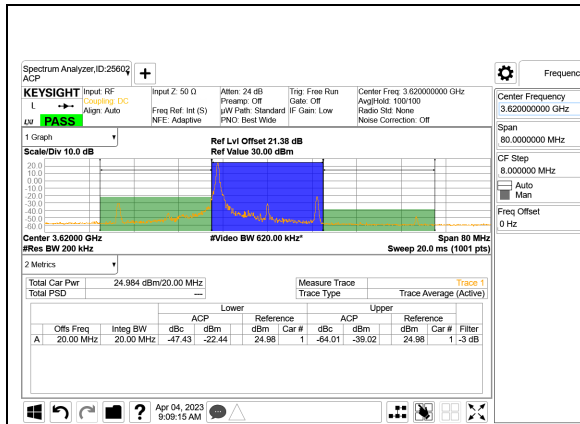 Spectrum Analyzer,ID:25602
ACP
Frequenc
KEYSIGHT
L
LXI
PASS
Input: RF
Coupling: DC
Align: Auto
Input Z: 50 Ω
Freq Ref: Int (S)
NFE: Adaptive
Atten: 24 dB
Preamp: Off
µW Path: Standard
PNO: Best Wide
Trig: Free Run
Gate: Off
IF Gain: Low
Center Freq: 3.620000000 GHz
Avg|Hold: 100/100
Radio Std: None
Noise Correction: Off
Center Frequency
3.620000000 GHz
Span
80.0000000 MHz
CF Step
8.000000 MHz
Auto
Man
Freq Offset
0 Hz
1 Graph
Scale/Div 10.0 dB
Ref Lvl Offset 21.38 dB
Ref Value 30.00 dBm
20.0
10.0
0.00
-10.0
-20.0
-30.0
-40.0
-50.0
-60.0
Center 3.62000 GHz
#Res BW 200 kHz
#Video BW 620.00 kHz*
Span 80 MHz
Sweep 20.0 ms (1001 pts)
2 Metrics
Total Car Pwr 24.984 dBm/20.00 MHz
Total PSD ---
Measure Trace Trace 1
Trace Type Trace Average (Active)
Lower Upper
ACP Reference ACP Reference
Offs Freq Integ BW dBc dBm dBm Car # dBc dBm dBm Car # Filter
A 20.00 MHz 20.00 MHz -47.43 -22.44 24.98 1 -64.01 -39.02 24.98 1 -3 dB
?
Apr 04, 2023
9:09:15 AM